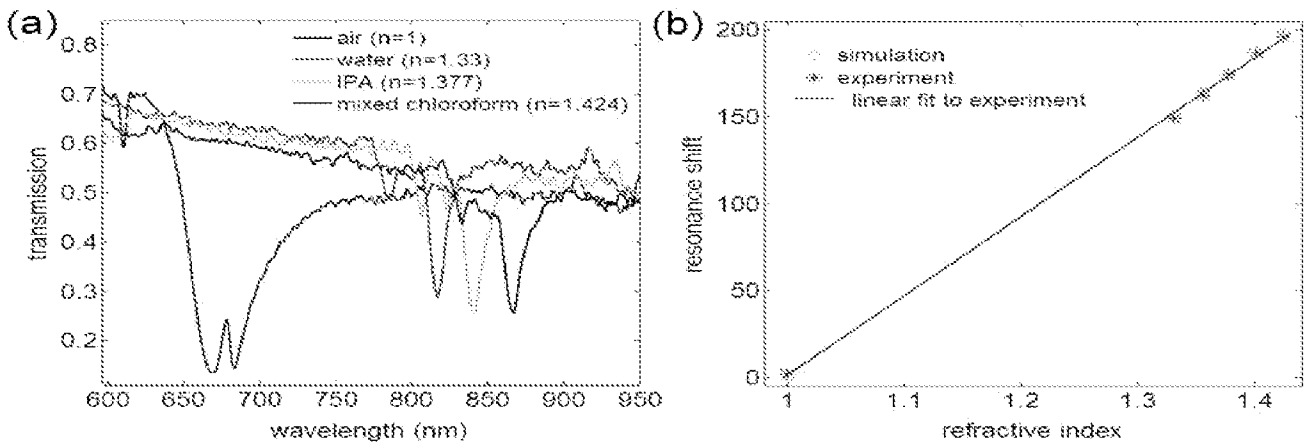 (a)
0.8
0.7
0.6
0.5
0.4
0.3
0.2
transmission
air (n=1)
water (n=1.33)
IPA (n=1.377)
mixed chloroform (n=1.424)
600 650 700 750 800 850 900 950
wavelength (nm)
(b)
200
150
100
50
0
resonance shift
simulation
experiment
linear fit to experiment
1 1.1 1.2 1.3 1.4
refractive index